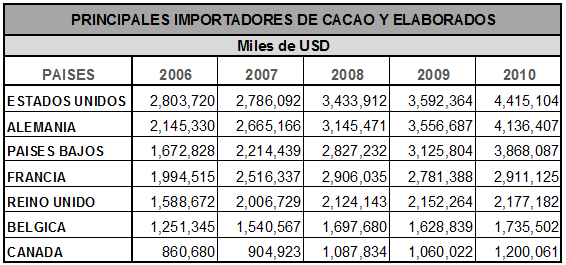 PRINCIPALES IMPORTADORES DE CACAO Y ELABORADOS
Miles de USD
PAISES 2006 2007 2008 2009 2010
ESTADOS UNIDOS 2,803,720 2,786,092 3,433,912 3,592,364 4,415,104
ALEMANIA 2,145,330 2,665,166 3,145,471 3,556,687 4,136,407
PAISES BAJOS 1,672,828 2,214,439 2,827,232 3,125,804 3,868,087
FRANCIA 1,994,515 2,516,337 2,906,035 2,781,388 2,911,125
REINO UNIDO 1,588,672 2,006,729 2,124,143 2,152,264 2,177,182
BELGICA 1,251,345 1,540,567 1,697,680 1,628,839 1,735,502
CANADA 860,680 904,923 1,087,834 1,060,022 1,200,061